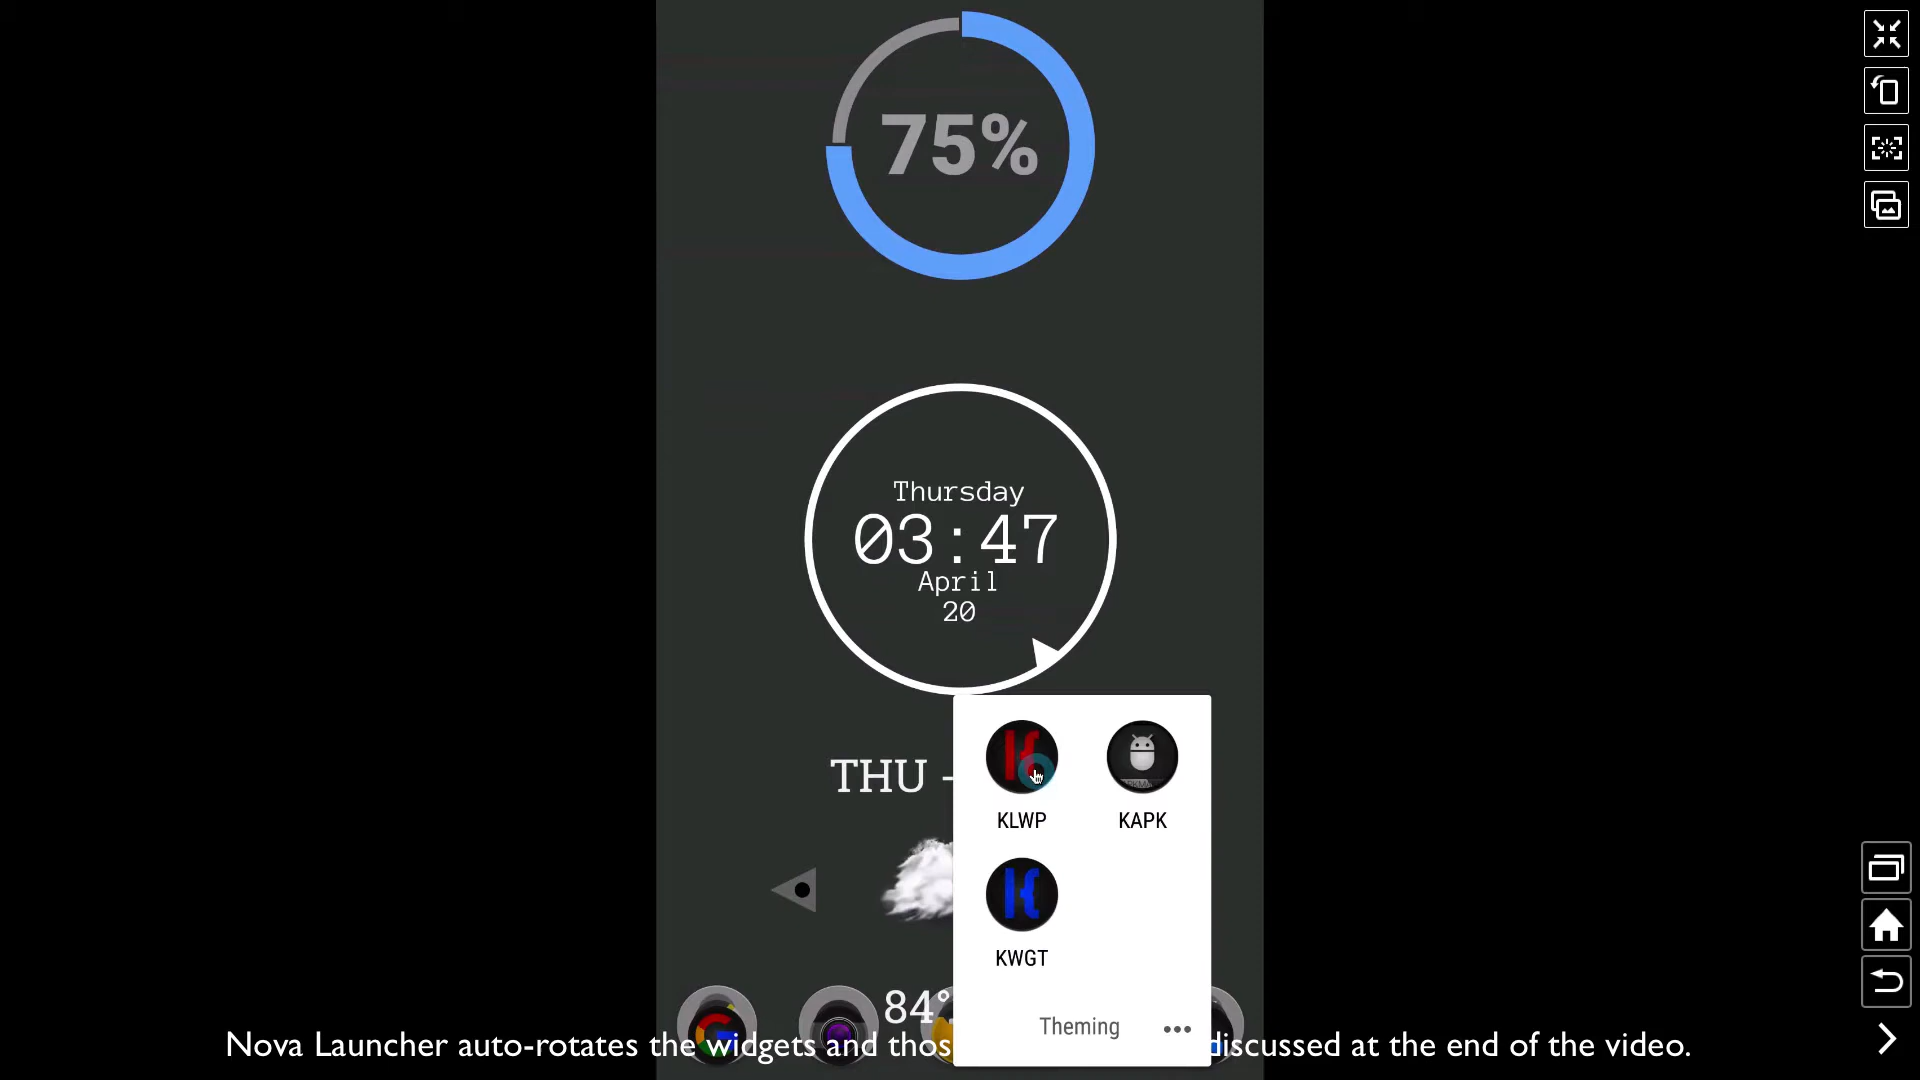 75%
Thursday
03:47
April
20
THU -
KLWP
KAPK
KWGT
84°
Theming
Nova Launcher auto-rotates the widgets and thos
discussed at the end of the video.